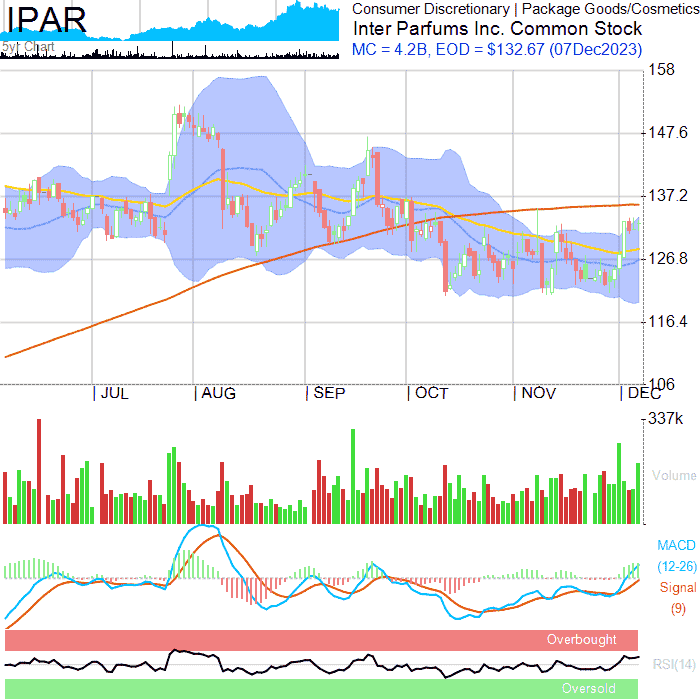 IPAR
5yr Chart
Consumer Discretionary | Package Goods/Cosmetics
Inter Parfums Inc. Common Stock
MC = 4.2B, EOD = $132.67 (07Dec2023)
158
147.6
137.2
126.8
116.4
106
JUL AUG SEP OCT NOV DEC
337k
Volume
MACD
(12-26)
Signal
(9)
Overbought
RSI(14)
Oversold